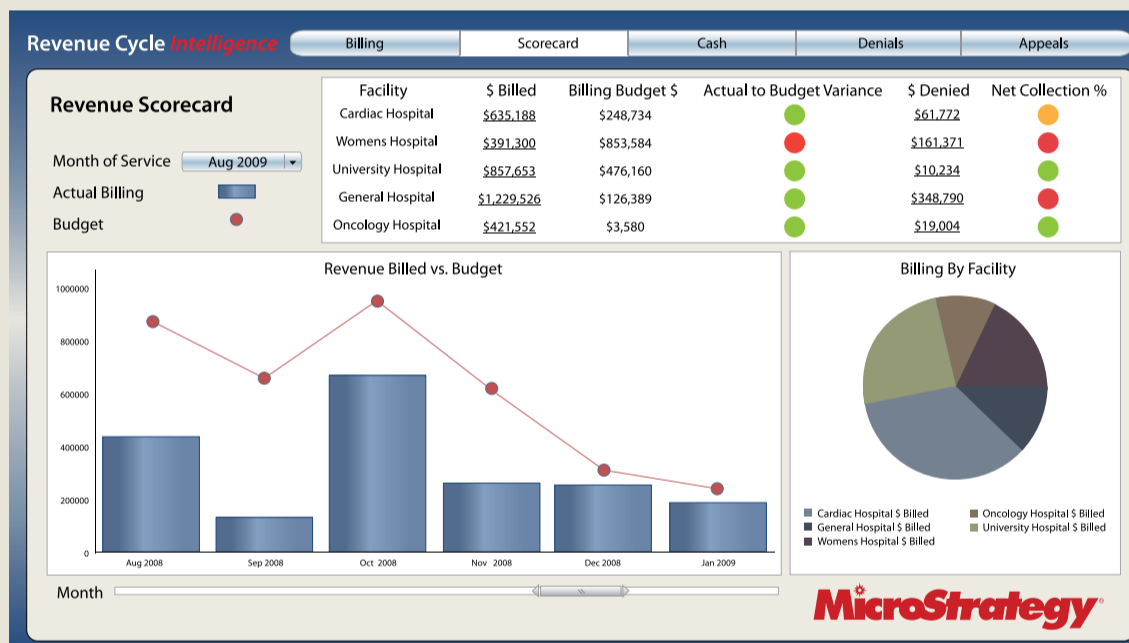 Revenue Cycle Intelligence
Billing Scorecard Cash Denials Appeals
Revenue Scorecard
Month of Service Aug 2009
Actual Billing
Budget
Facility $ Billed Billing Budget $ Actual to Budget Variance $ Denied Net Collection %
Cardiac Hospital $635,188 $248,734 $61,772
Womens Hospital $391,300 $853,584 $161,371
University Hospital $857,653 $476,160 $10,234
General Hospital $1,229,526 $126,389 $348,790
Oncology Hospital $421,552 $3,580 $19,004
Revenue Billed vs. Budget
1000000
800000
600000
400000
200000
0
Aug 2008 Sep 2008 Oct 2008 Nov 2008 Dec 2008 Jan 2009
Month
Billing By Facility
Cardiac Hospital $ Billed Oncology Hospital $ Billed
General Hospital $ Billed University Hospital $ Billed
Womens Hospital $ Billed
MicroStrategy